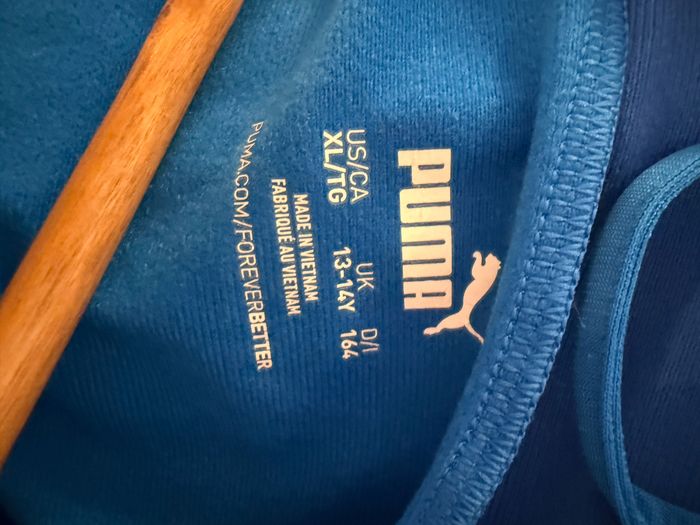 PUMA
US/CA UK D/I
XL/TG 13-14Y 164
MADE IN VIETNAM
FABRIQUÉ AU VIETNAM
PUMA.COM/FOREVERBETTER